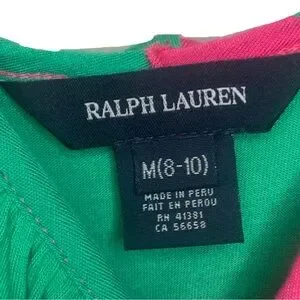 RALPH LAUREN
M(8-10)
MADE IN PERU
FAIT EN PEROU
RN 41381
CA 56658